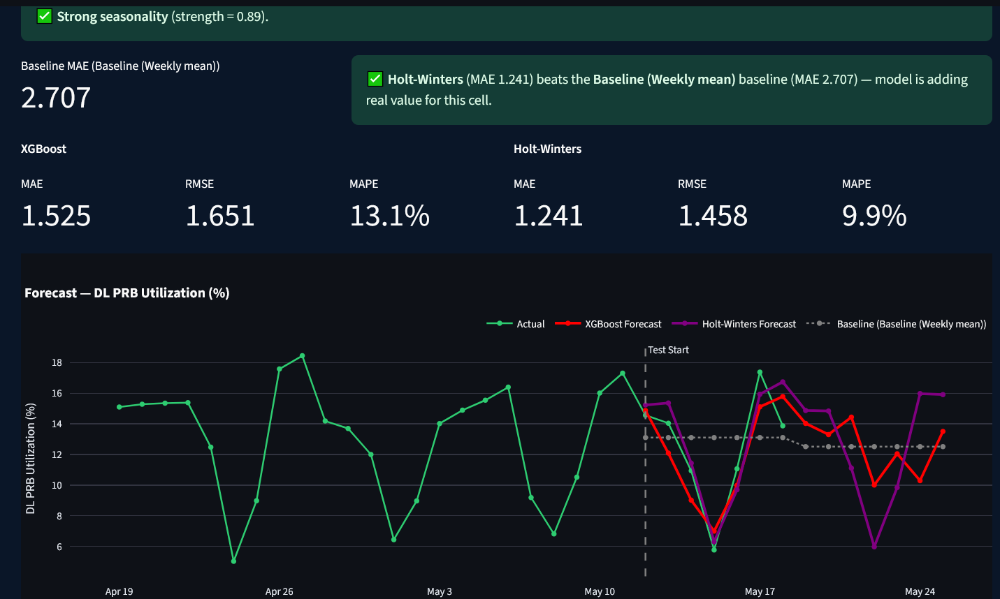 ✅ Strong seasonality (strength = 0.89).
Baseline MAE (Baseline (Weekly mean))
2.707
✅ Holt-Winters (MAE 1.241) beats the Baseline (Weekly mean) baseline (MAE 2.707) — model is adding
real value for this cell.
XGBoost
Holt-Winters
MAE
RMSE
MAPE
MAE
RMSE
MAPE
1.525
1.651
13.1%
1.241
1.458
9.9%
Forecast — DL PRB Utilization (%)
Actual
XGBoost Forecast
Holt-Winters Forecast
Baseline (Baseline (Weekly mean))
Test Start
DL PRB Utilization (%)
18
16
14
12
10
8
6
Apr 19
Apr 26
May 3
May 10
May 17
May 24